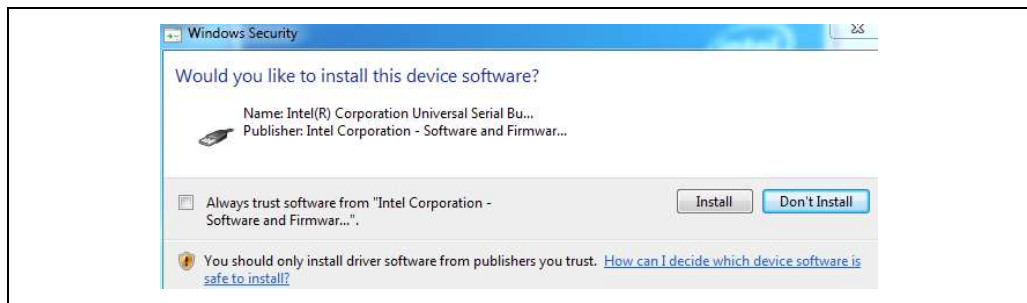 Windows Security
Would you like to install this device software?
Name: Intel(R) Corporation Universal Serial Bu...
Publisher: Intel Corporation - Software and Firmwar...
Always trust software from "Intel Corporation -
Software and Firmwar...".
Install
Don't Install
You should only install driver software from publishers you trust. How can I decide which device software is
safe to install?